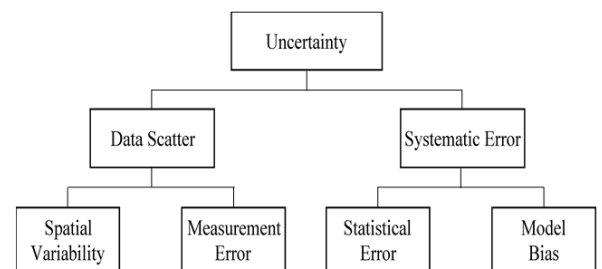 Uncertainty
Data Scatter
Systematic Error
Spatial
Variability
Measurement
Error
Statistical
Error
Model
Bias